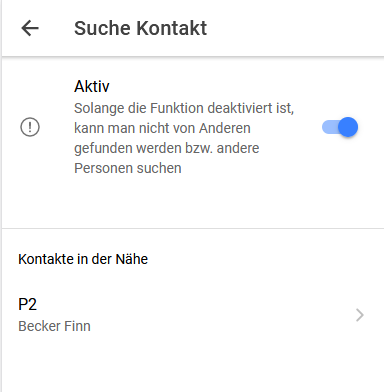 Suche Kontakt
Aktiv
Solange die Funktion deaktiviert ist,
kann man nicht von Anderen
gefunden werden bzw. andere
Personen suchen
Kontakte in der Nähe
P2
Becker Finn